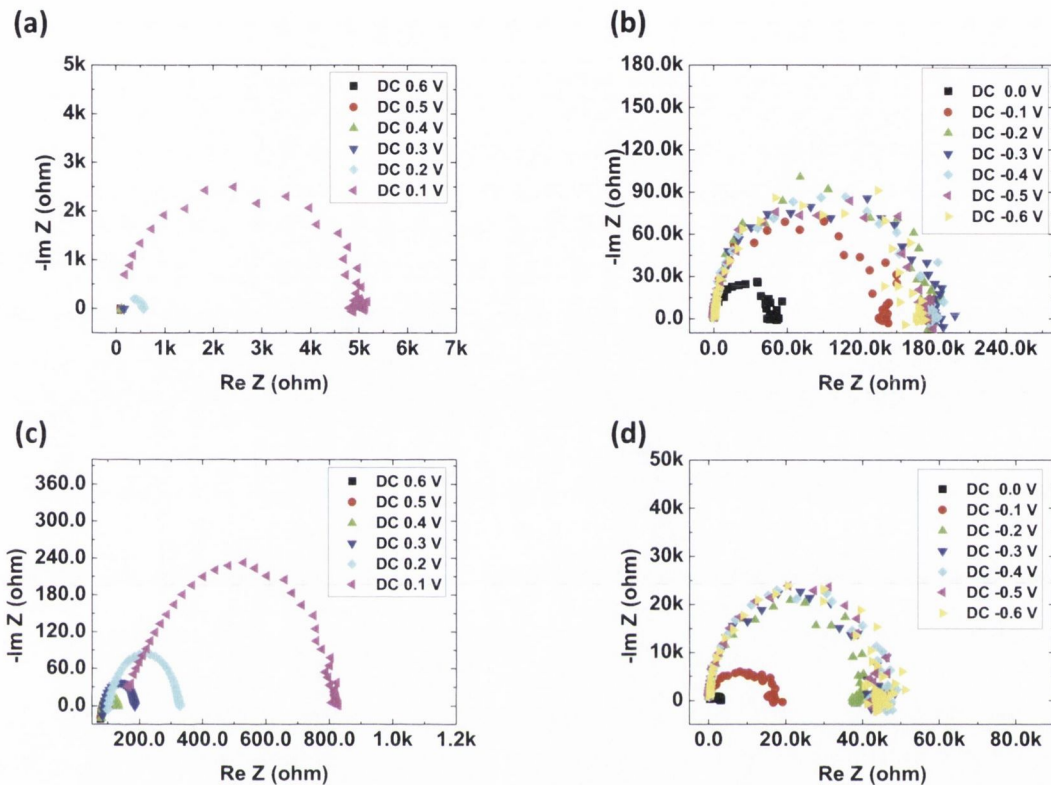 (a)
5k
4k
3k
2k
1k
0
-Im Z (ohm)
0 1k 2k 3k 4k 5k 6k 7k
Re Z (ohm)
DC 0.6 V
DC 0.5 V
DC 0.4 V
DC 0.3 V
DC 0.2 V
DC 0.1 V
(b)
180.0k
150.0k
120.0k
90.0k
60.0k
30.0k
0.0
-Im Z (ohm)
0.0 60.0k 120.0k 180.0k 240.0k
Re Z (ohm)
DC 0.0 V
DC -0.1 V
DC -0.2 V
DC -0.3 V
DC -0.4 V
DC -0.5 V
DC -0.6 V
(c)
360.0
300.0
240.0
180.0
120.0
60.0
0.0
-Im Z (ohm)
200.0 400.0 600.0 800.0 1.0k 1.2k
Re Z (ohm)
DC 0.6 V
DC 0.5 V
DC 0.4 V
DC 0.3 V
DC 0.2 V
DC 0.1 V
(d)
50k
40k
30k
20k
10k
0
-Im Z (ohm)
0.0 20.0k 40.0k 60.0k 80.0k
Re Z (ohm)
DC 0.0 V
DC -0.1 V
DC -0.2 V
DC -0.3 V
DC -0.4 V
DC -0.5 V
DC -0.6 V